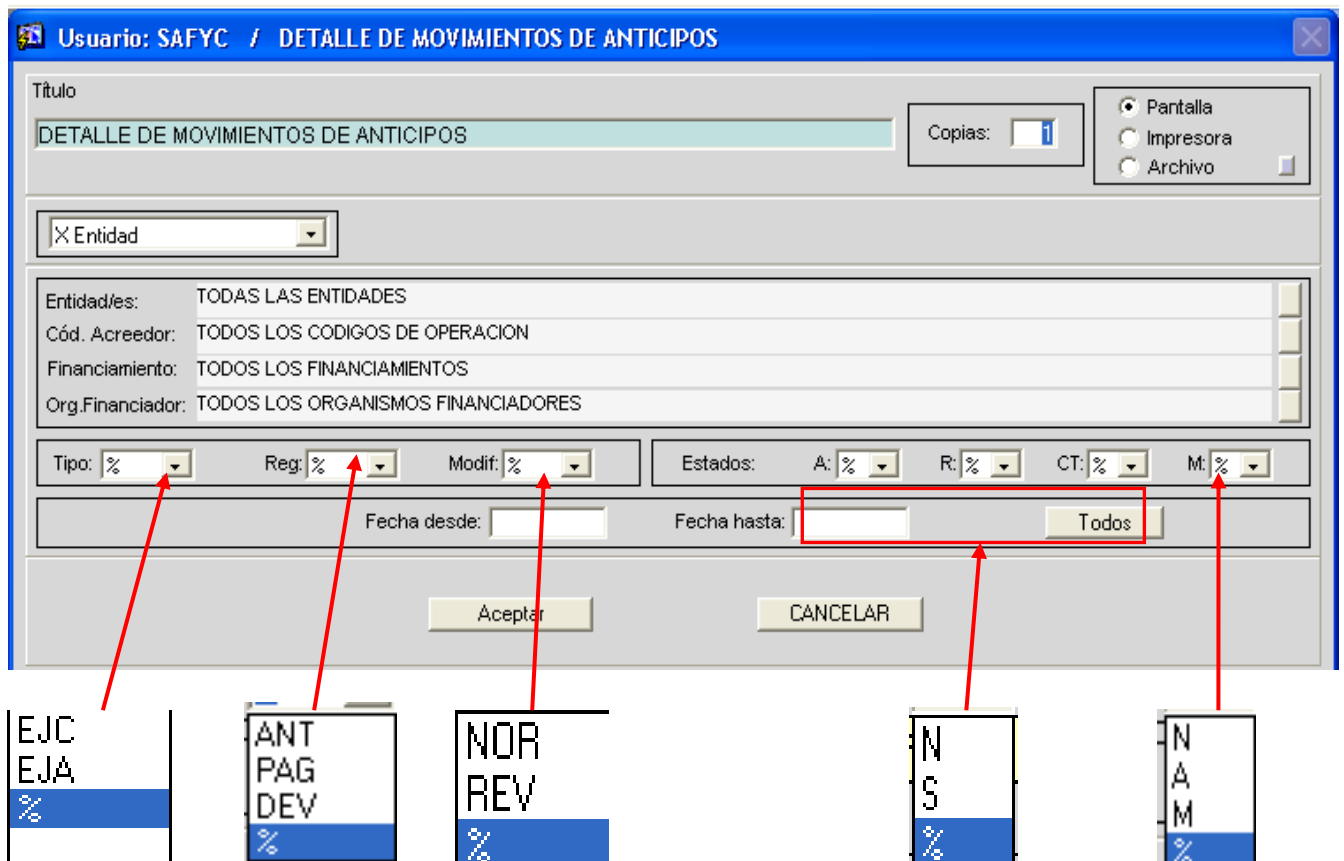 Usuario: SAFYC / DETALLE DE MOVIMIENTOS DE ANTICIPOS
Título
DETALLE DE MOVIMIENTOS DE ANTICIPOS
Copias: 1
Pantalla
Impresora
Archivo
X Entidad
Entidad/es: TODAS LAS ENTIDADES
Cód. Acreedor: TODOS LOS CODIGOS DE OPERACION
Financiamiento: TODOS LOS FINANCIAMIENTOS
Org.Financiador: TODOS LOS ORGANISMOS FINANCIADORES
Tipo: % Reg: % Modif: % Estados: A: % R: % CT: % M: %
Fecha desde: Fecha hasta: Todos
Aceptar CANCELAR
EJC
EJA
%
ANT
PAG
DEV
%
NOR
REV
%
N
S
%
N
A
M
%